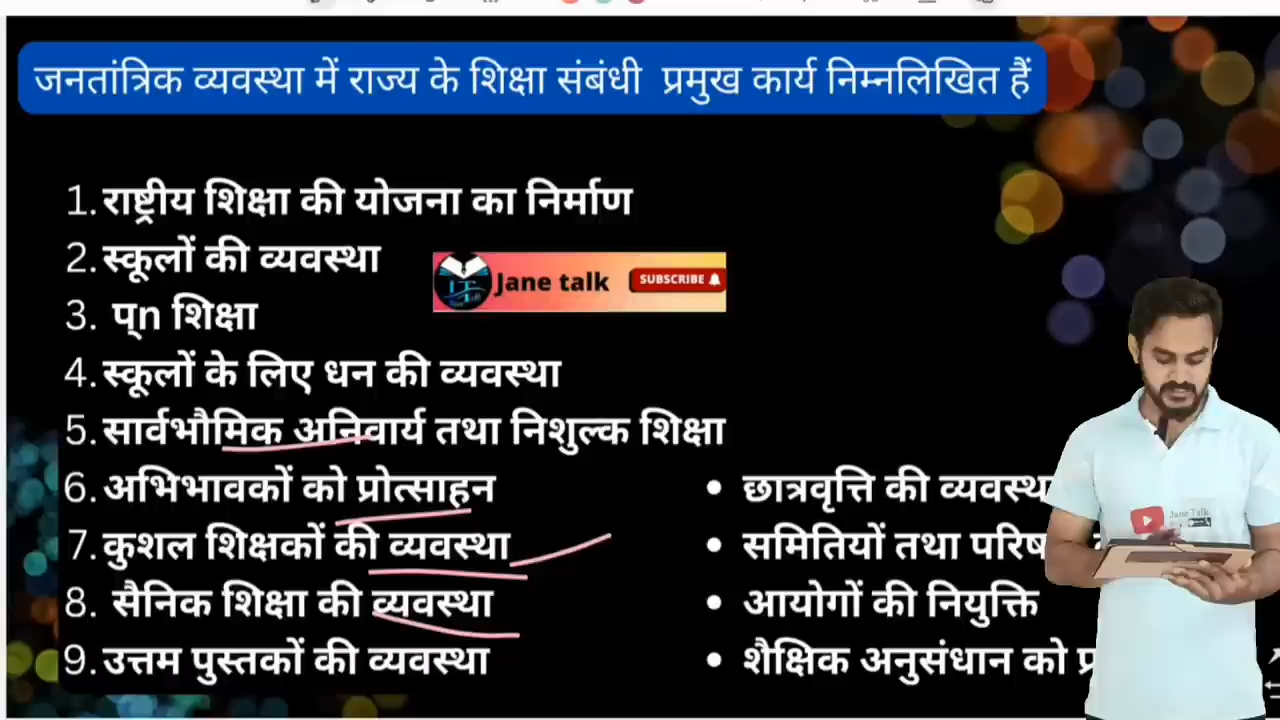 जनतांत्रिक व्यवस्था में राज्य के शिक्षा संबंधी प्रमुख कार्य निम्नलिखित हैं
1. राष्ट्रीय शिक्षा की योजना का निर्माण
2. स्कूलों की व्यवस्था
Jane talk SUBSCRIBE
3. प्n शिक्षा
4. स्कूलों के लिए धन की व्यवस्था
5. सार्वभौमिक अनिवार्य तथा निशुल्क शिक्षा
6. अभिभावकों को प्रोत्साहन
7. कुशल शिक्षकों की व्यवस्था
8. सैनिक शिक्षा की व्यवस्था
9. उत्तम पुस्तकों की व्यवस्था
• छात्रवृत्ति की
• समितियों तथा
• आयोगों की नियुक्ति
• शैक्षिक अनुसंधान को
Jane Talk